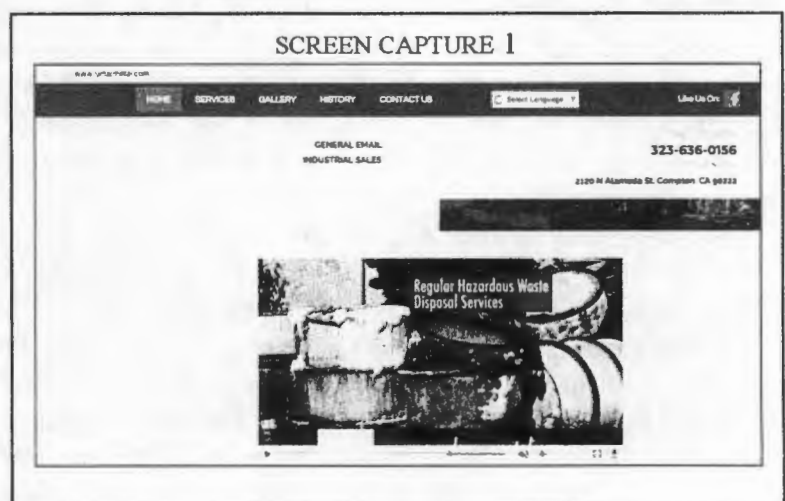 SCREEN CAPTURE 1
HOME SERVICES GALLERY HISTORY CONTACT US Select Language Like Us On:
GENERAL EMAIL
INDUSTRIAL SALES
323-636-0156
2120 N Alameda St. Compton, CA 90222
Regular Hazardous Waste
Disposal Services